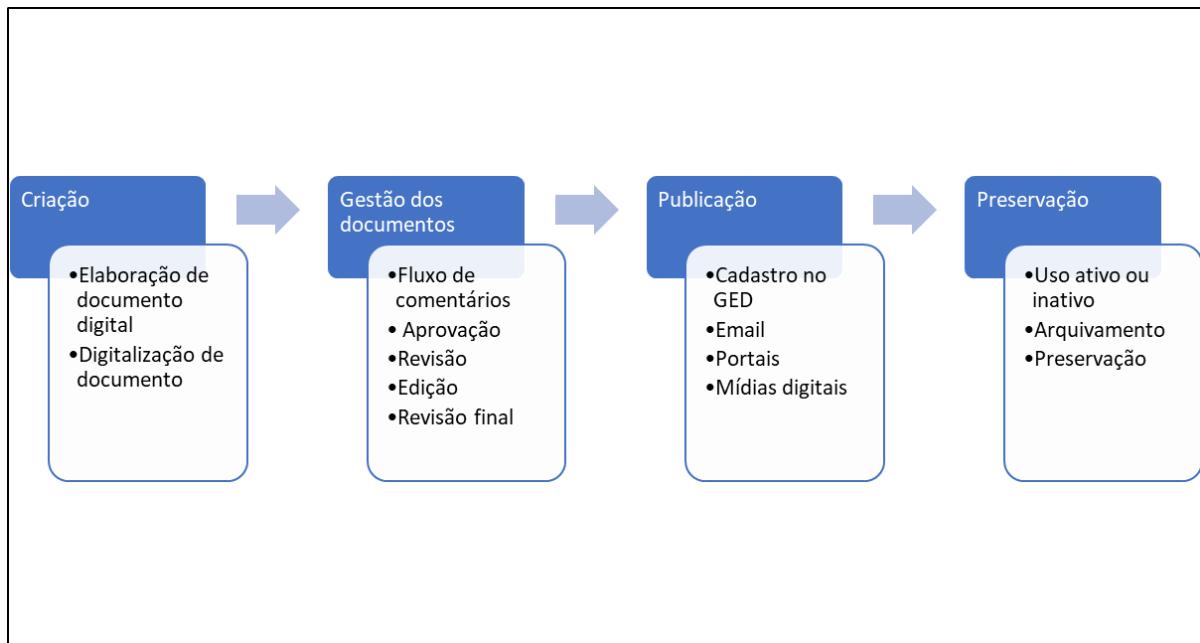 Criação
•Elaboração de
documento
digital
•Digitalização de
documento
Gestão dos
documentos
•Fluxo de
comentários
• Aprovação
•Revisão
•Edição
•Revisão final
Publicação
•Cadastro no
GED
•Email
•Portais
•Mídias digitais
Preservação
•Uso ativo ou
inativo
•Arquivamento
•Preservação